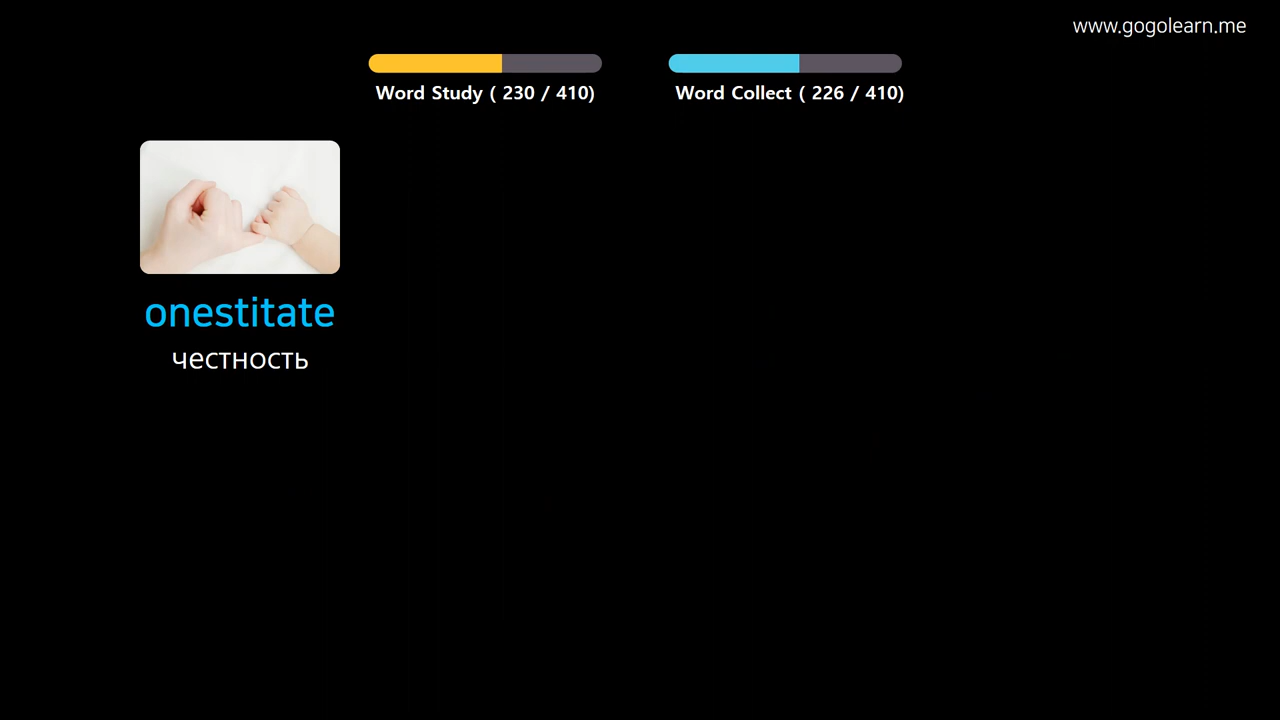 www.gogolearn.me
Word Study ( 230 / 410)
Word Collect ( 226 / 410)
onestitate
честность